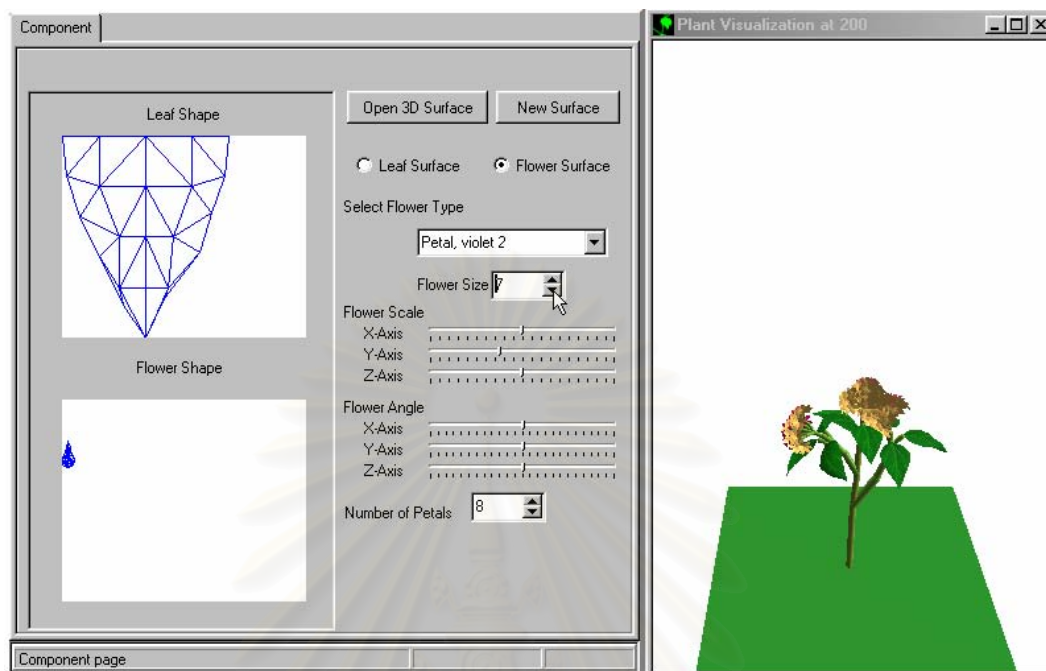 Component
Plant Visualization at 200
Leaf Shape
Open 3D Surface
New Surface
Leaf Surface
Flower Surface
Select Flower Type
Petal, violet 2
Flower Size 7
Flower Scale
X-Axis
Y-Axis
Z-Axis
Flower Shape
Flower Angle
X-Axis
Y-Axis
Z-Axis
Number of Petals 8
Component page